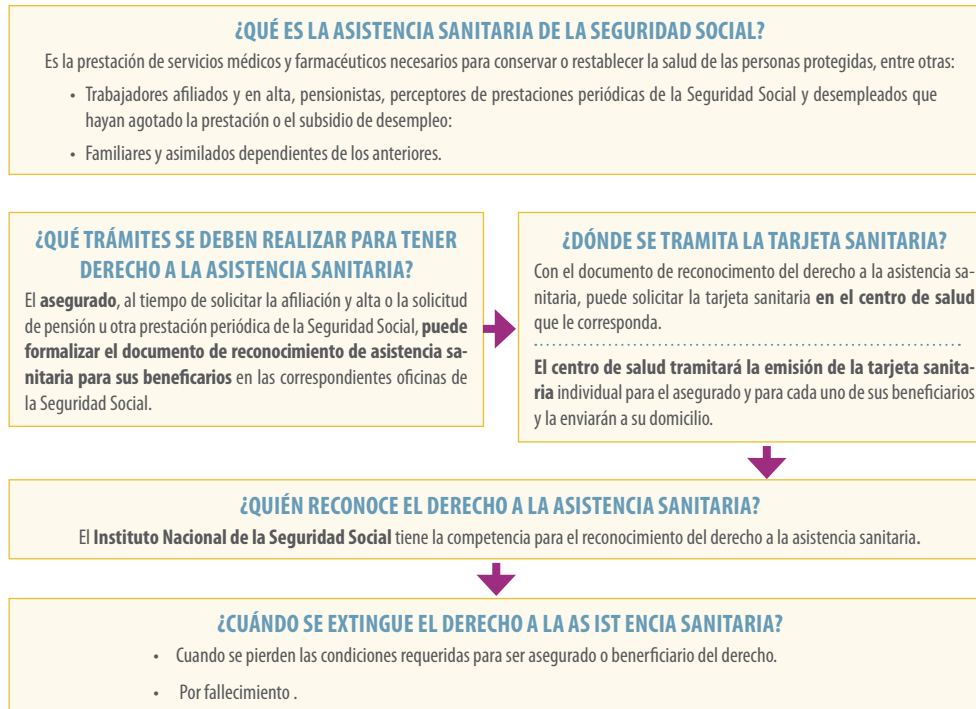 ¿QUÉ ES LA ASISTENCIA SANITARIA DE LA SEGURIDAD SOCIAL?
Es la prestación de servicios médicos y farmacéuticos necesarios para conservar o restablecer la salud de las personas protegidas, entre otras:
• Trabajadores afiliados y en alta, pensionistas, perceptores de prestaciones periódicas de la Seguridad Social y desempleados que
hayan agotado la prestación o el subsidio de desempleo:
• Familiares y asimilados dependientes de los anteriores.
¿QUÉ TRÁMITES SE DEBEN REALIZAR PARA TENER
DERECHO A LA ASISTENCIA SANITARIA?
El asegurado, al tiempo de solicitar la afiliación y alta o la solicitud
de pensión u otra prestación periódica de la Seguridad Social, puede
formalizar el documento de reconocimiento de asistencia sa-
nitaria para sus beneficarios en las correspondientes oficinas de
la Seguridad Social.
¿DÓNDE SE TRAMITA LA TARJETA SANITARIA?
Con el documento de reconocimento del derecho a la asistencia sa-
nitaria, puede solicitar la tarjeta sanitaria en el centro de salud
que le corresponda.
El centro de salud tramitará la emisión de la tarjeta sanita-
ria individual para el asegurado y para cada uno de sus beneficiarios
y la enviarán a su domicilio.
¿QUIÉN RECONOCE EL DERECHO A LA ASISTENCIA SANITARIA?
El Instituto Nacional de la Seguridad Social tiene la competencia para el reconocimiento del derecho a la asistencia sanitaria.
¿CUÁNDO SE EXTINGUE EL DERECHO A LA AS IST ENCIA SANITARIA?
• Cuando se pierden las condiciones requeridas para ser asegurado o benerficiario del derecho.
• Por fallecimiento .